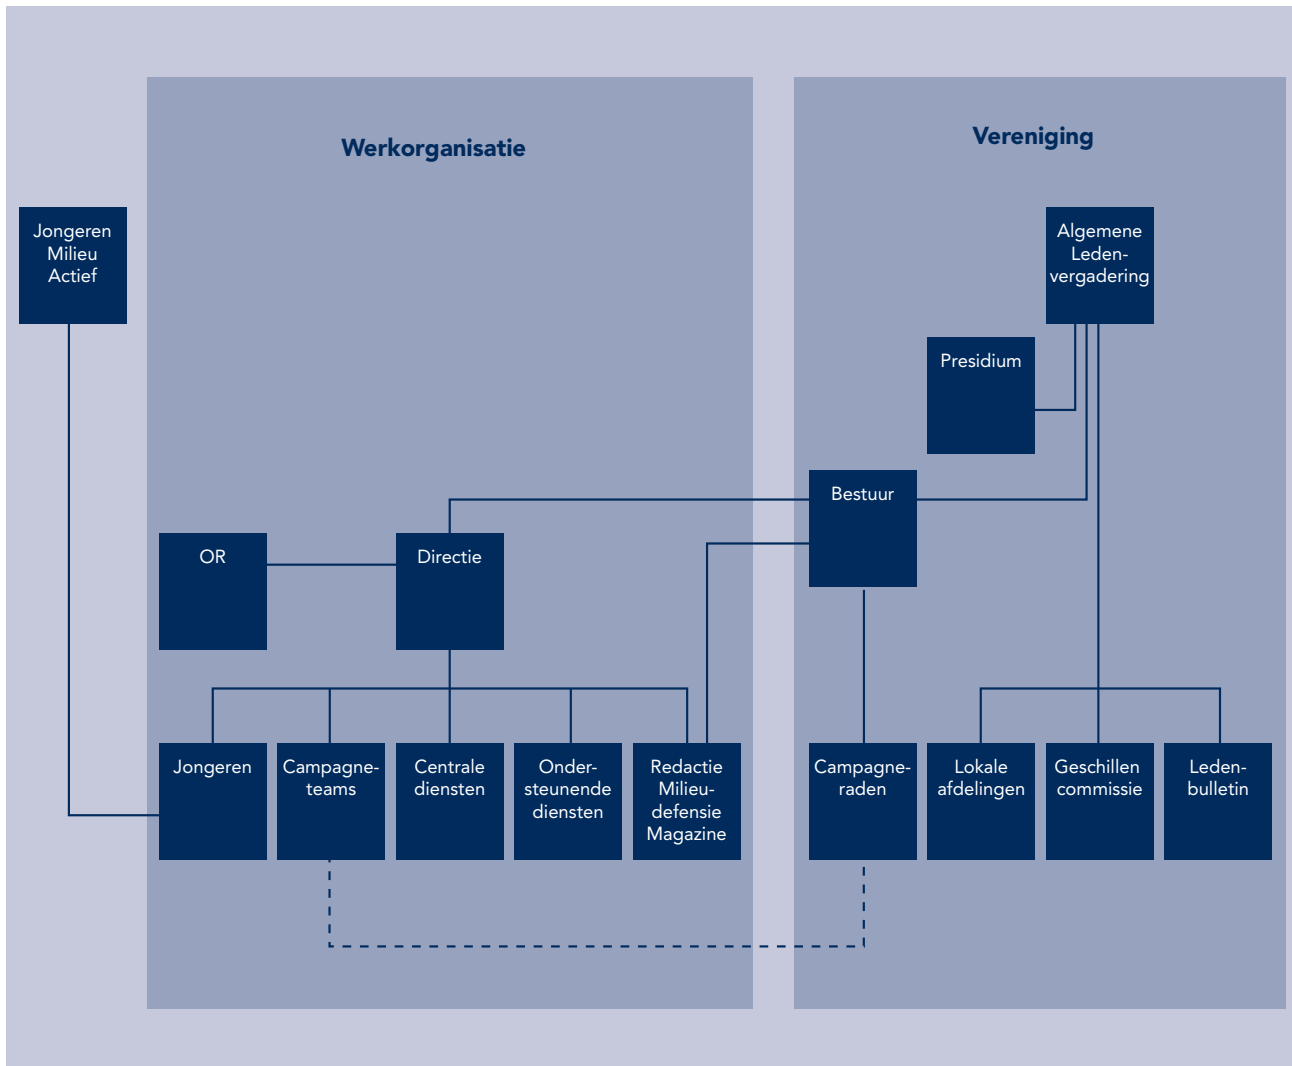 Werkorganisatie
Vereniging
Jongeren
Milieu
Actief
Algemene
Leden-
vergadering
Presidium
Bestuur
OR
Directie
Jongeren
Campagne-
teams
Centrale
diensten
Onder-
steunende
diensten
Redactie
Milieu-
defensie
Magazine
Campagne-
raden
Lokale
afdelingen
Geschillen
commissie
Leden-
bulletin